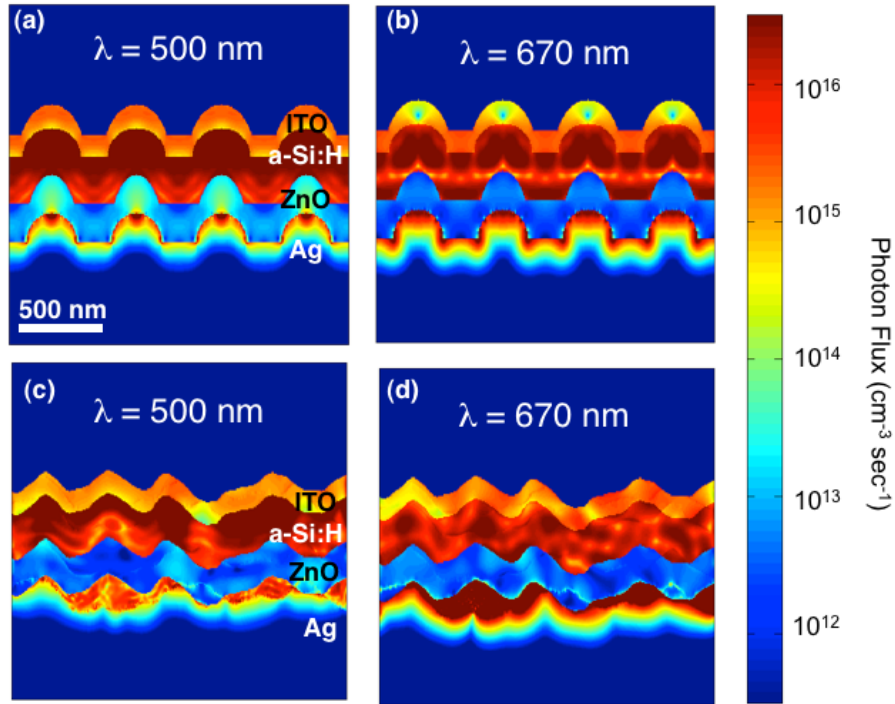 (a)
λ = 500 nm
ITO
a-Si:H
ZnO
Ag
500 nm
(b)
λ = 670 nm
(c)
λ = 500 nm
ITO
a-Si:H
ZnO
Ag
(d)
λ = 670 nm
10¹⁶
10¹⁵
10¹⁴
10¹³
10¹²
Photon Flux (cm⁻³ sec⁻¹)